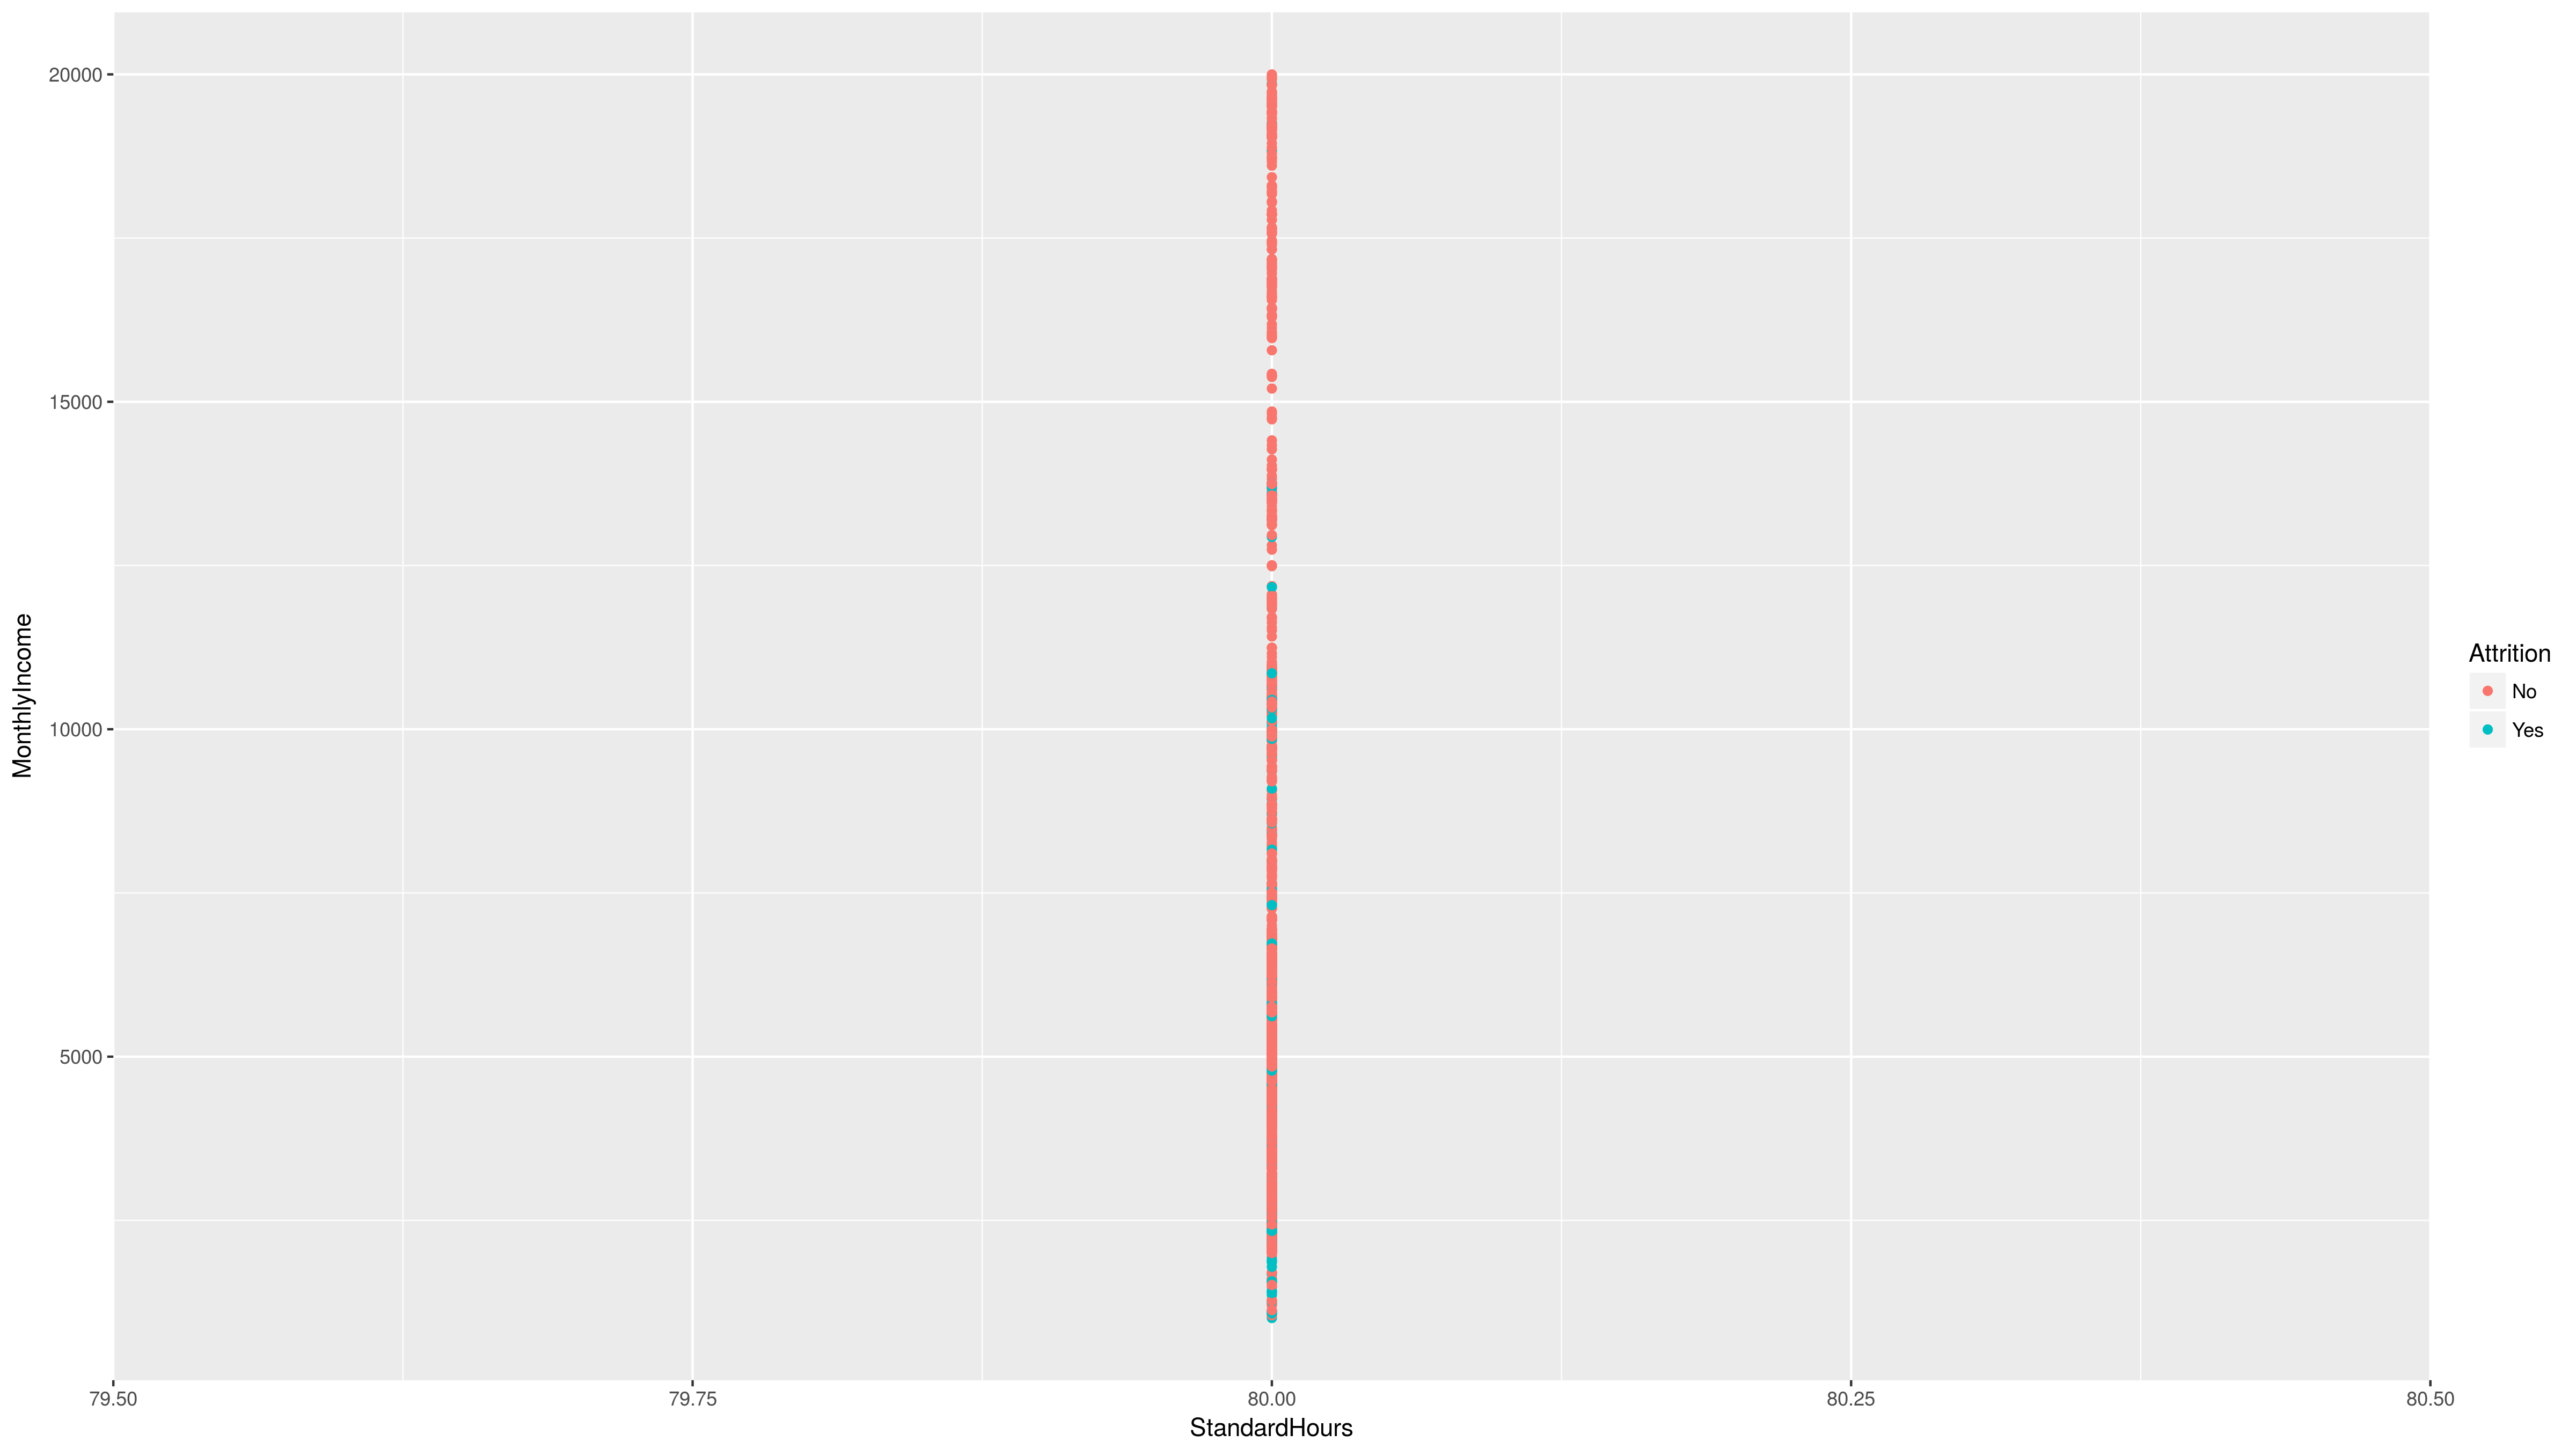 20000
15000
10000
5000
MonthlyIncome
79.50
79.75
80.00
80.25
80.50
StandardHours
Attrition
No
Yes